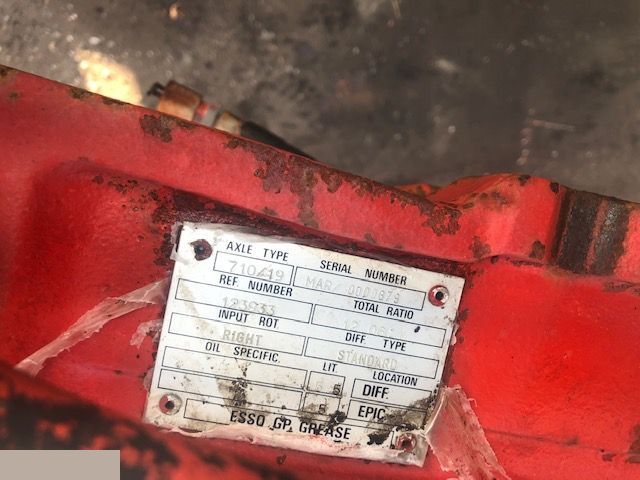 AXLE TYPE SERIAL NUMBER
710/19 MAR/
REF. NUMBER TOTAL RATIO
123933
INPUT ROT DIFF. TYPE
RIGHT STANDARD
OIL SPECIFIC. LIT. LOCATION
DIFF.
EPIC.
ESSO GP GREASE